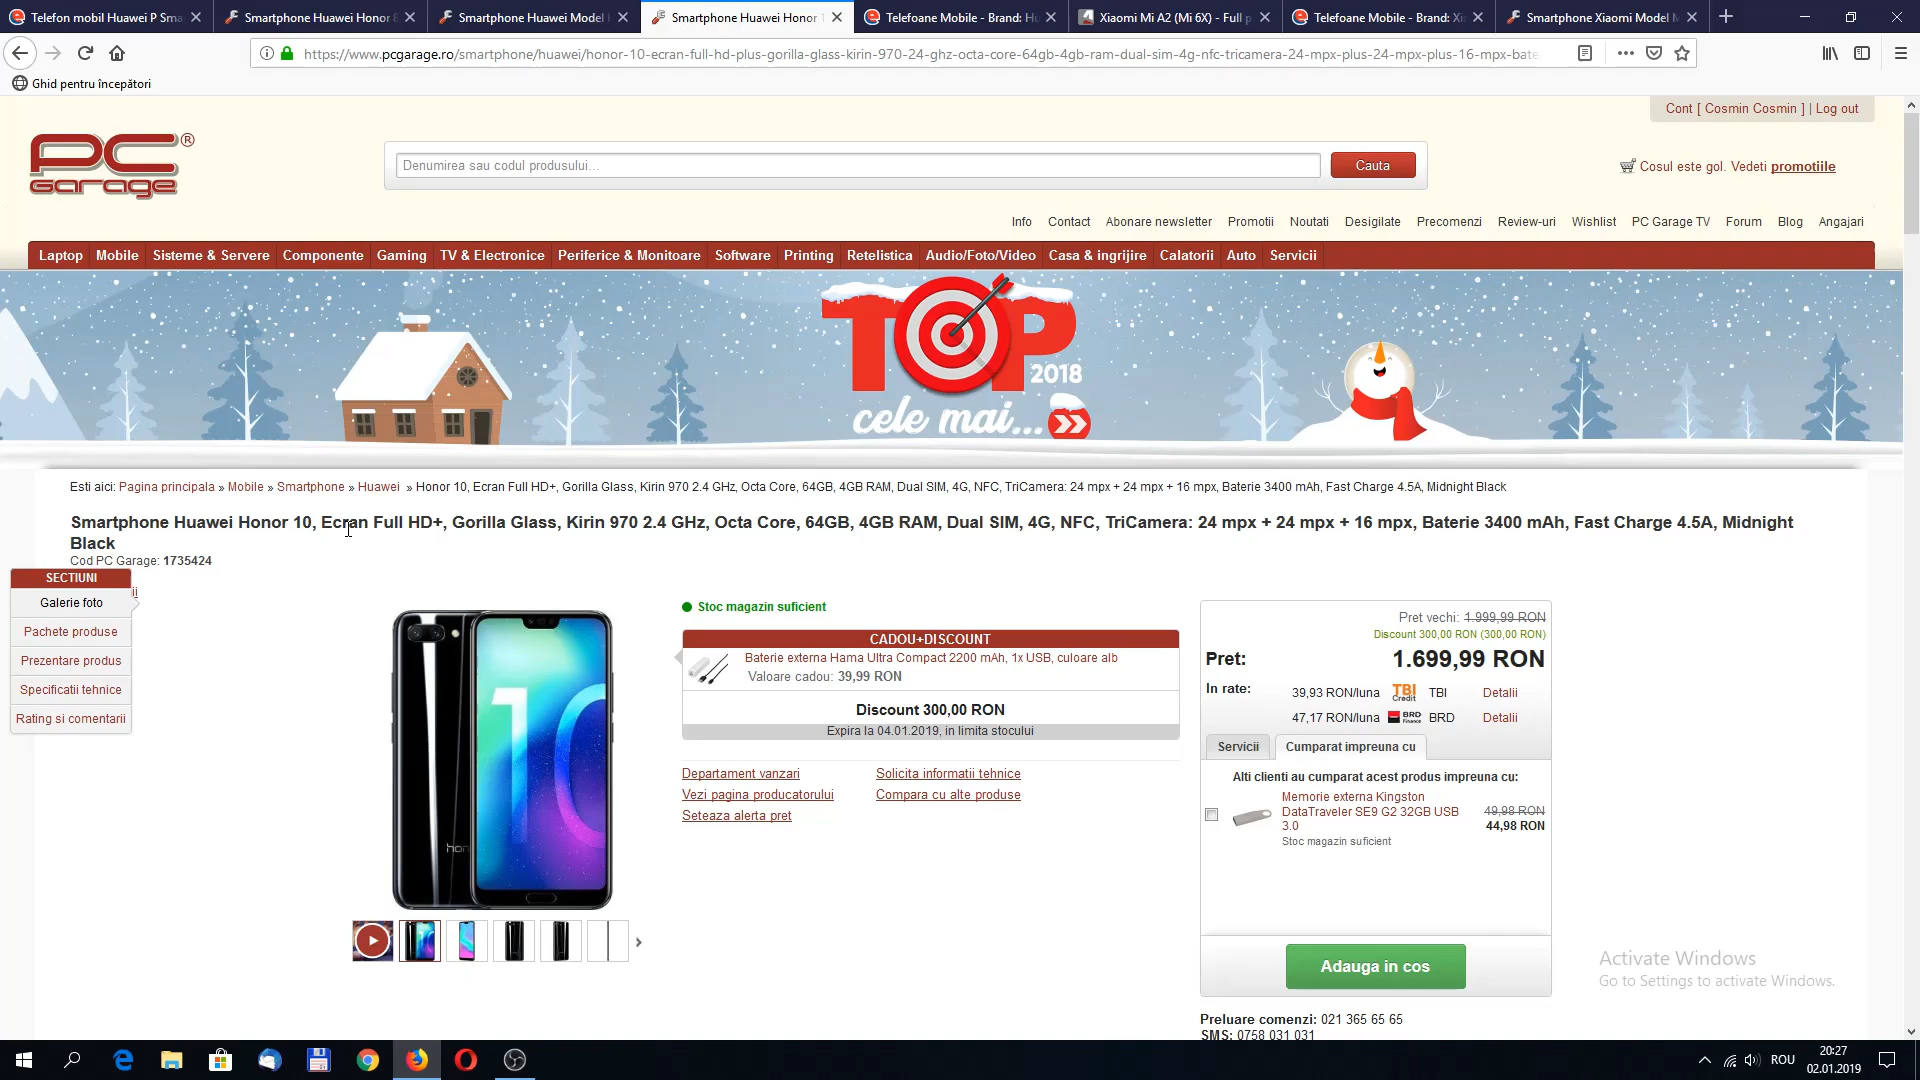 Telefon mobil Huawei P Sma
Smartphone Huawei Honor 8
Smartphone Huawei Model
Smartphone Huawei Honor 1
Telefoane Mobile - Brand: Hu
Xiaomi Mi A2 (Mi 6X) - Full p
Telefoane Mobile - Brand: Xi
Smartphone Xiaomi Model M
https://www.pcgarage.ro/smartphone/huawei/honor-10-ecran-full-hd-plus-gorilla-glass-kirin-970-24-ghz-octa-core-64gb-4gb-ram-dual-sim-4g-nfc-tricamera-24-mpx-plus-24-mpx-plus-16-mpx-bate
Ghid pentru începători
Cont [ Cosmin Cosmin ] | Log out
PC Garage ®
Denumirea sau codul produsului...
Cauta
Cosul este gol. Vedeti promotiile
Info Contact Abonare newsletter Promotii Noutati Desigilate Precomenzi Review-uri Wishlist PC Garage TV Forum Blog Angajari
Laptop Mobile Sisteme & Servere Componente Gaming TV & Electronice Periferice & Monitoare Software Printing Retelistica Audio/Foto/Video Casa & ingrijire Calatorii Auto Servicii
TOP
2018
cele mai...
Esti aici: Pagina principala » Mobile » Smartphone » Huawei » Honor 10, Ecran Full HD+, Gorilla Glass, Kirin 970 2.4 GHz, Octa Core, 64GB, 4GB RAM, Dual SIM, 4G, NFC, TriCamera: 24 mpx + 24 mpx + 16 mpx, Baterie 3400 mAh, Fast Charge 4.5A, Midnight Black
Smartphone Huawei Honor 10, Ecran Full HD+, Gorilla Glass, Kirin 970 2.4 GHz, Octa Core, 64GB, 4GB RAM, Dual SIM, 4G, NFC, TriCamera: 24 mpx + 24 mpx + 16 mpx, Baterie 3400 mAh, Fast Charge 4.5A, Midnight
Black
Cod PC Garage: 1735424
SECTIUNI
Galerie foto
Pachete produse
Prezentare produs
Specificatii tehnice
Rating si comentarii
ii
hon
10
Stoc magazin suficient
CADOU+DISCOUNT
Baterie externa Hama Ultra Compact 2200 mAh, 1x USB, culoare alb
Valoare cadou: 39,99 RON
Discount 300,00 RON
Expira la 04.01.2019, in limita stocului
Departament vanzari
Solicita informatii tehnice
Vezi pagina producatorului
Compara cu alte produse
Seteaza alerta pret
Pret vechi: 1.999,99 RON
Discount 300,00 RON (300,00 RON)
Pret: 1.699,99 RON
In rate: 39,93 RON/luna TBI Credit TBI Detalii
47,17 RON/luna BRD Finance BRD Detalii
Servicii
Cumparat impreuna cu
Alti clienti au cumparat acest produs impreuna cu:
Memorie externa Kingston
DataTraveler SE9 G2 32GB USB
3.0
49,98 RON
44,98 RON
Stoc magazin suficient
Adauga in cos
Preluare comenzi: 021 365 65 65
SMS: 0758 031 031
Activate Windows
Go to Settings to activate Windows.
ROU
20:27
02.01.2019